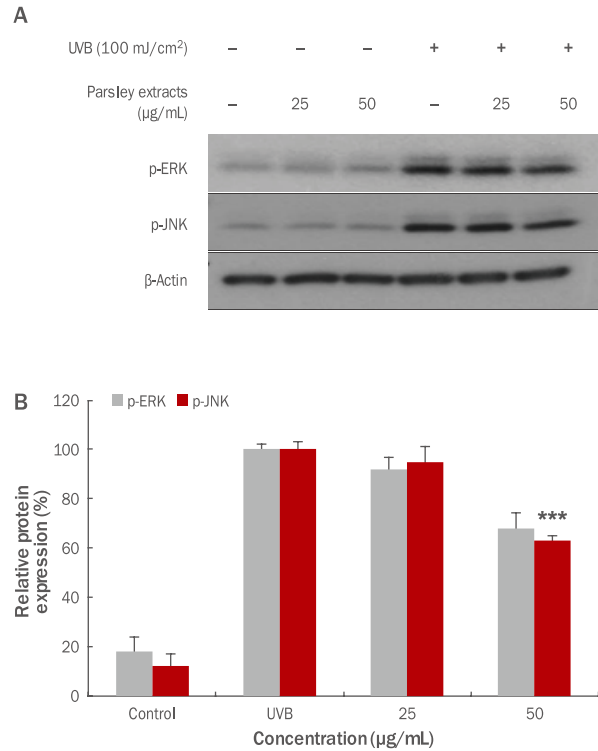 A
UVB (100 mJ/cm²) – – – + + +
Parsley extracts
(µg/mL) – 25 50 – 25 50
p-ERK
p-JNK
β-Actin
B
p-ERK p-JNK
120
100
80
60
40
20
0
Relative protein
expression (%)
***
Control UVB 25 50
Concentration (µg/mL)